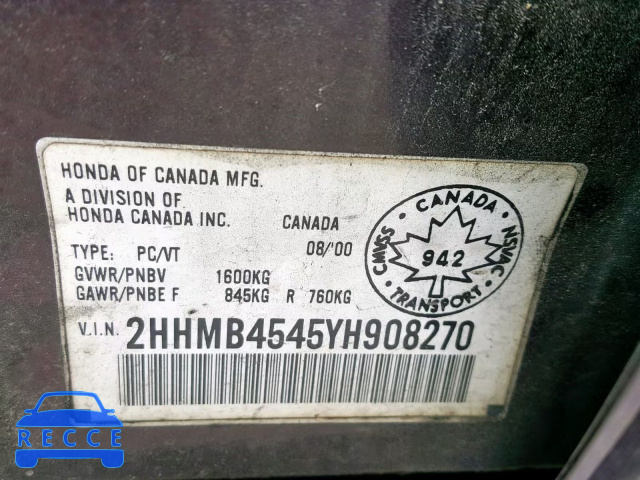 HONDA OF CANADA MFG.
A DIVISION OF
HONDA CANADA INC.
CANADA
08/'00
TYPE: PC/VT
GVWR/PNBV 1600KG
GAWR/PNBE F 845KG R 760KG
V.I.N. 2HHMB4545YH908270
CANADA
CMVSS
942
NSVAC
TRANSPORT
RECCE